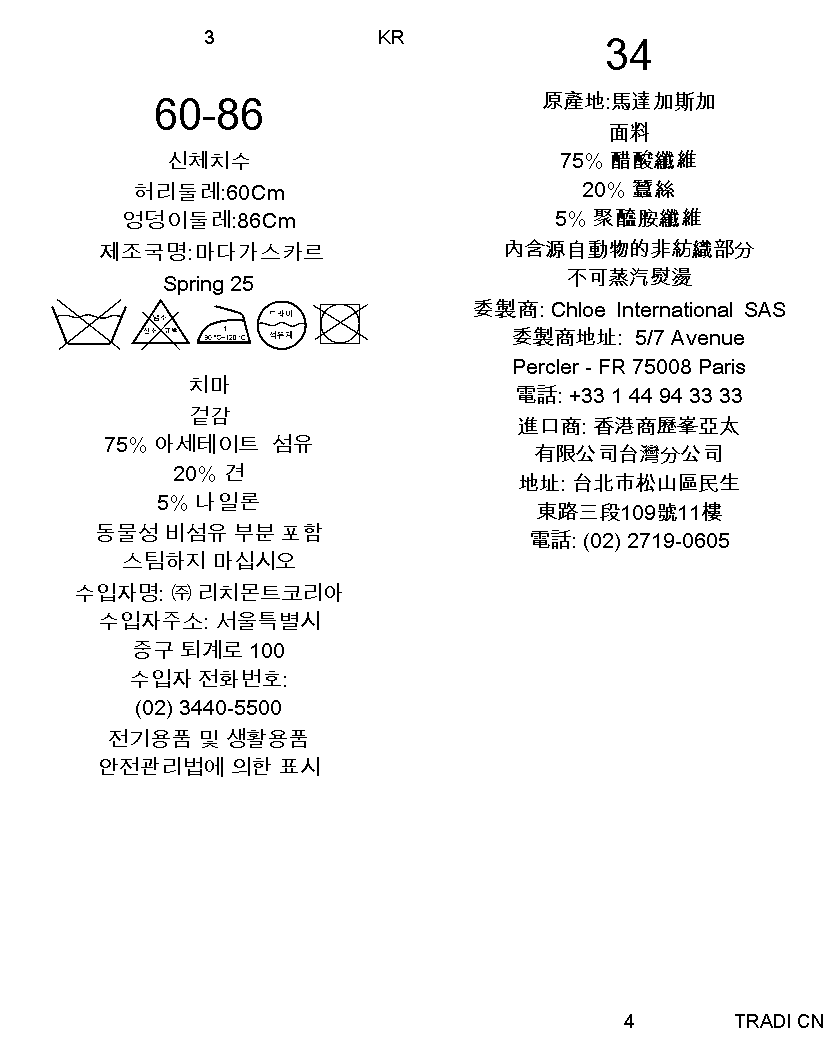 3
KR
60-86
신체치수
허리둘레:60Cm
엉덩이둘레:86Cm
제조국명:마다가스카르
Spring 25
드라이
석유계
치마
겉감
75% 아세테이트 섬유
20% 견
5% 나일론
동물성 비섬유 부분 포함
스팀하지 마십시오
수입자명: ㈜ 리치몬트코리아
수입자주소: 서울특별시
중구 퇴계로 100
수입자 전화번호:
(02) 3440-5500
전기용품 및 생활용품
안전관리법에 의한 표시
34
原產地:馬達加斯加
面料
75% 醋酸纖維
20% 蠶絲
5% 聚醯胺纖維
內含源自動物的非紡織部分
不可蒸汽熨燙
委製商: Chloe International SAS
委製商地址: 5/7 Avenue
Percler - FR 75008 Paris
電話: +33 1 44 94 33 33
進口商: 香港商歷峯亞太
有限公司台灣分公司
地址: 台北市松山區民生
東路三段109號11樓
電話: (02) 2719-0605
4
TRADI CN